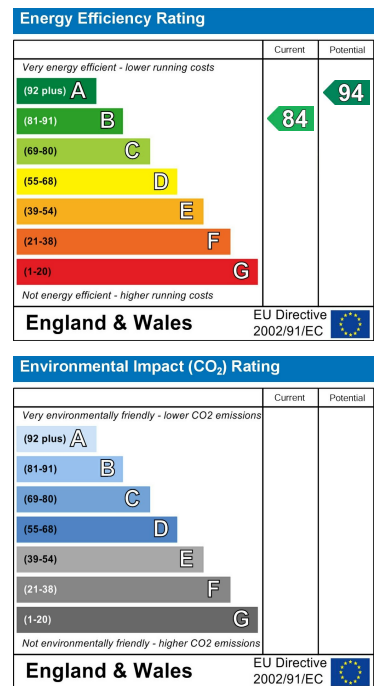 Energy Efficiency Rating
Current Potential
Very energy efficient - lower running costs
(92 plus) A
94
(81-91) B
84
(69-80) C
(55-68) D
(39-54) E
(21-38) F
(1-20) G
Not energy efficient - higher running costs
England & Wales
EU Directive
2002/91/EC
Environmental Impact (CO₂) Rating
Current Potential
Very environmentally friendly - lower CO2 emissions
(92 plus) A
(81-91) B
(69-80) C
(55-68) D
(39-54) E
(21-38) F
(1-20) G
Not environmentally friendly - higher CO2 emissions
England & Wales
EU Directive
2002/91/EC